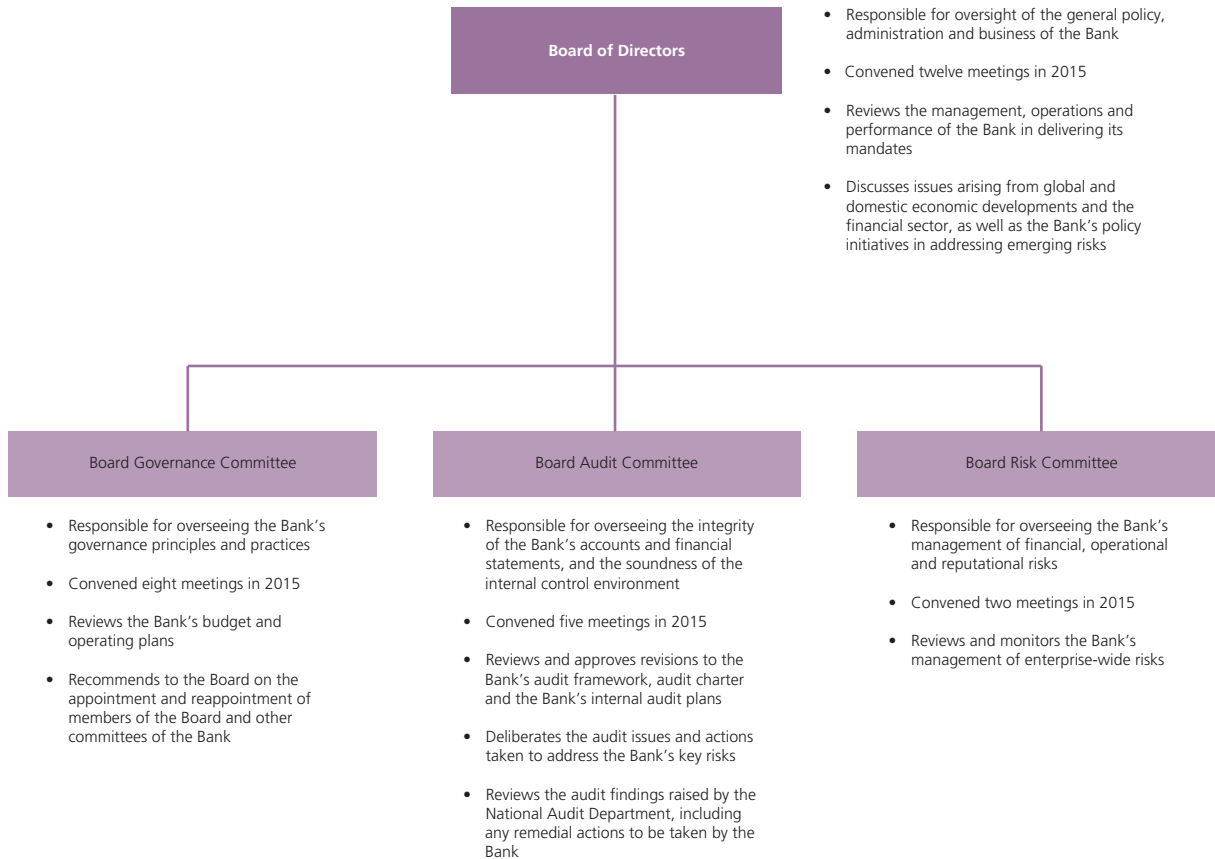 Board of Directors
• Responsible for oversight of the general policy,
administration and business of the Bank
• Convened twelve meetings in 2015
• Reviews the management, operations and
performance of the Bank in delivering its
mandates
• Discusses issues arising from global and
domestic economic developments and the
financial sector, as well as the Bank’s policy
initiatives in addressing emerging risks
Board Governance Committee
• Responsible for overseeing the Bank’s
governance principles and practices
• Convened eight meetings in 2015
• Reviews the Bank’s budget and
operating plans
• Recommends to the Board on the
appointment and reappointment of
members of the Board and other
committees of the Bank
Board Audit Committee
• Responsible for overseeing the integrity
of the Bank’s accounts and financial
statements, and the soundness of the
internal control environment
• Convened five meetings in 2015
• Reviews and approves revisions to the
Bank’s audit framework, audit charter
and the Bank’s internal audit plans
• Deliberates the audit issues and actions
taken to address the Bank’s key risks
• Reviews the audit findings raised by the
National Audit Department, including
any remedial actions to be taken by the
Bank
Board Risk Committee
• Responsible for overseeing the Bank’s
management of financial, operational
and reputational risks
• Convened two meetings in 2015
• Reviews and monitors the Bank’s
management of enterprise-wide risks